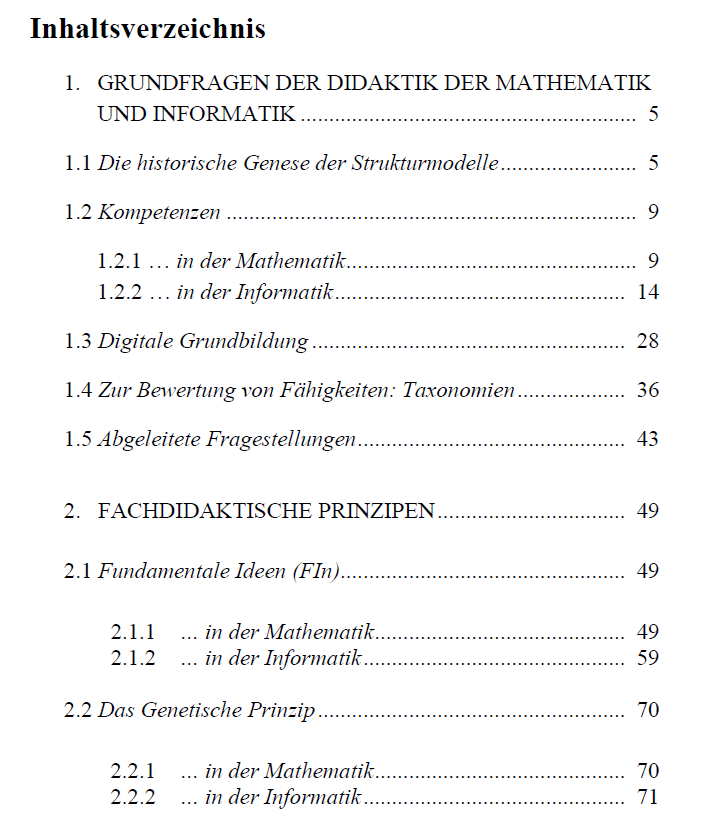 Inhaltsverzeichnis
1. GRUNDFRAGEN DER DIDAKTIK DER MATHEMATIK
UND INFORMATIK ........................................................... 5
1.1 Die historische Genese der Strukturmodelle ........................ 5
1.2 Kompetenzen ........................................................................ 9
1.2.1 … in der Mathematik ................................................... 9
1.2.2 … in der Informatik ................................................... 14
1.3 Digitale Grundbildung ....................................................... 28
1.4 Zur Bewertung von Fähigkeiten: Taxonomien ................... 36
1.5 Abgeleitete Fragestellungen ............................................... 43
2. FACHDIDAKTISCHE PRINZIPEN ................................. 49
2.1 Fundamentale Ideen (FIn) .................................................. 49
2.1.1 ... in der Mathematik ............................................ 49
2.1.2 ... in der Informatik .............................................. 59
2.2 Das Genetische Prinzip ...................................................... 70
2.2.1 ... in der Mathematik ............................................ 70
2.2.2 ... in der Informatik .............................................. 71